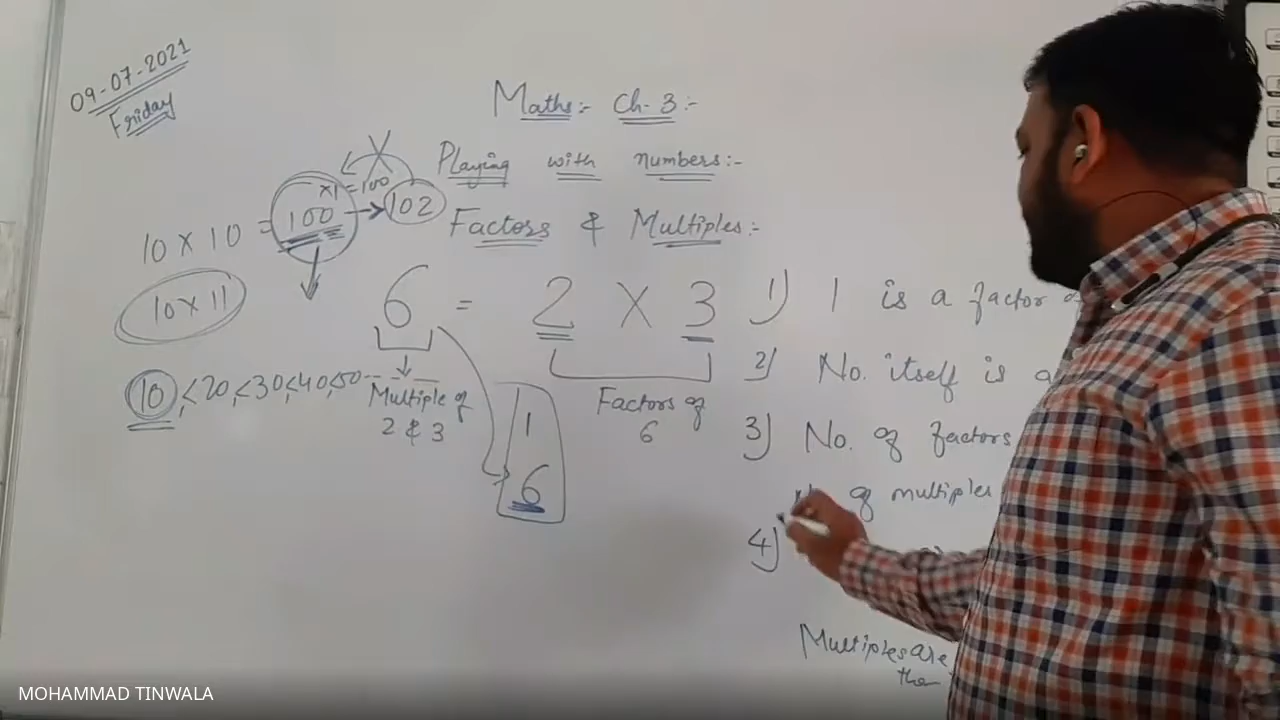 09-07-2021
Friday
Maths:- Ch-3:-
Playing with numbers:-
Factors & Multiples:-
×1=100
10 × 10 = 100 → 102
10 × 11
10,<20,<30,<40,<50---
6 = 2 × 3
Multiple of
2 & 3
Factors of
6
1
6
1) 1 is a factor
2) No. itself is a
3) No. of factors
of multiples
4)
Multiples are
then
MOHAMMAD TINWALA